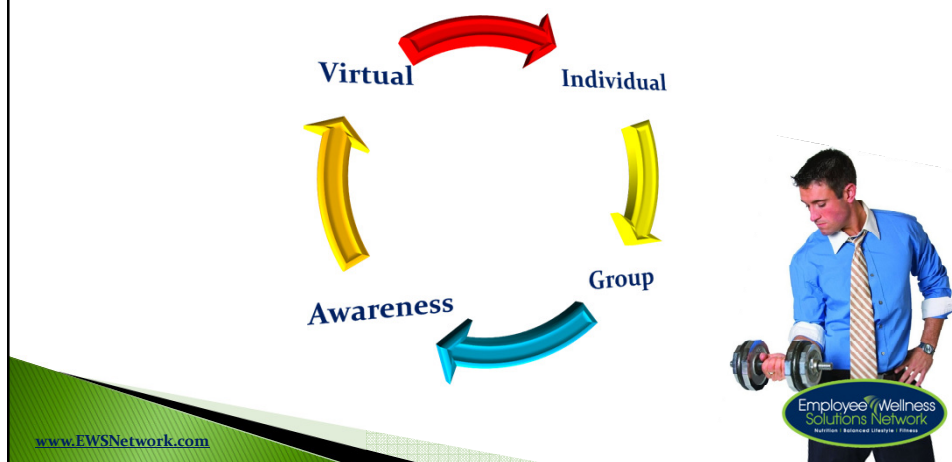 Virtual
Individual
Group
Awareness
www.EWSNetwork.com
Employee Wellness
Solutions Network
Nutrition | Balanced Lifestyle | Fitness